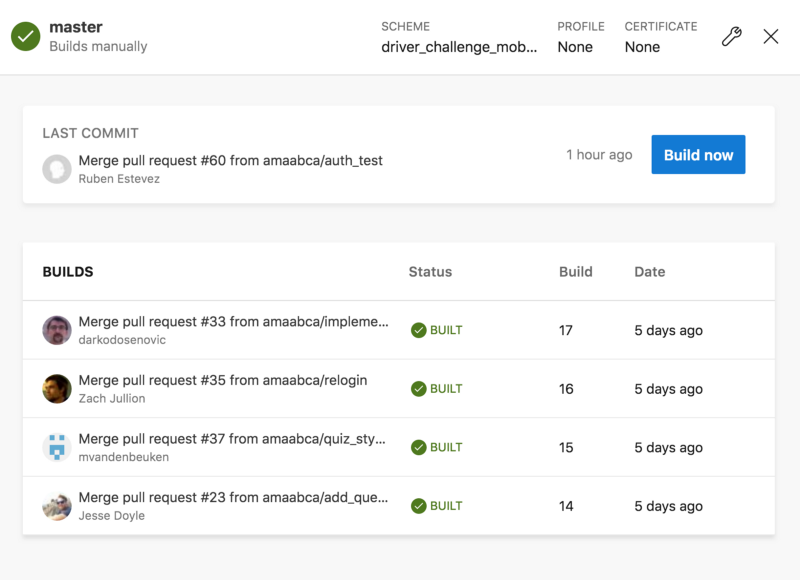 master
Builds manually
SCHEME PROFILE CERTIFICATE
driver_challenge_mob... None None
LAST COMMIT
Merge pull request #60 from amaabca/auth_test
Ruben Estevez
1 hour ago
Build now
BUILDS Status Build Date
Merge pull request #33 from amaabca/impleme...
darkodosenovic
BUILT 17 5 days ago
Merge pull request #35 from amaabca/relogin
Zach Jullion
BUILT 16 5 days ago
Merge pull request #37 from amaabca/quiz_sty...
mvandenbeuken
BUILT 15 5 days ago
Merge pull request #23 from amaabca/add_que...
Jesse Doyle
BUILT 14 5 days ago